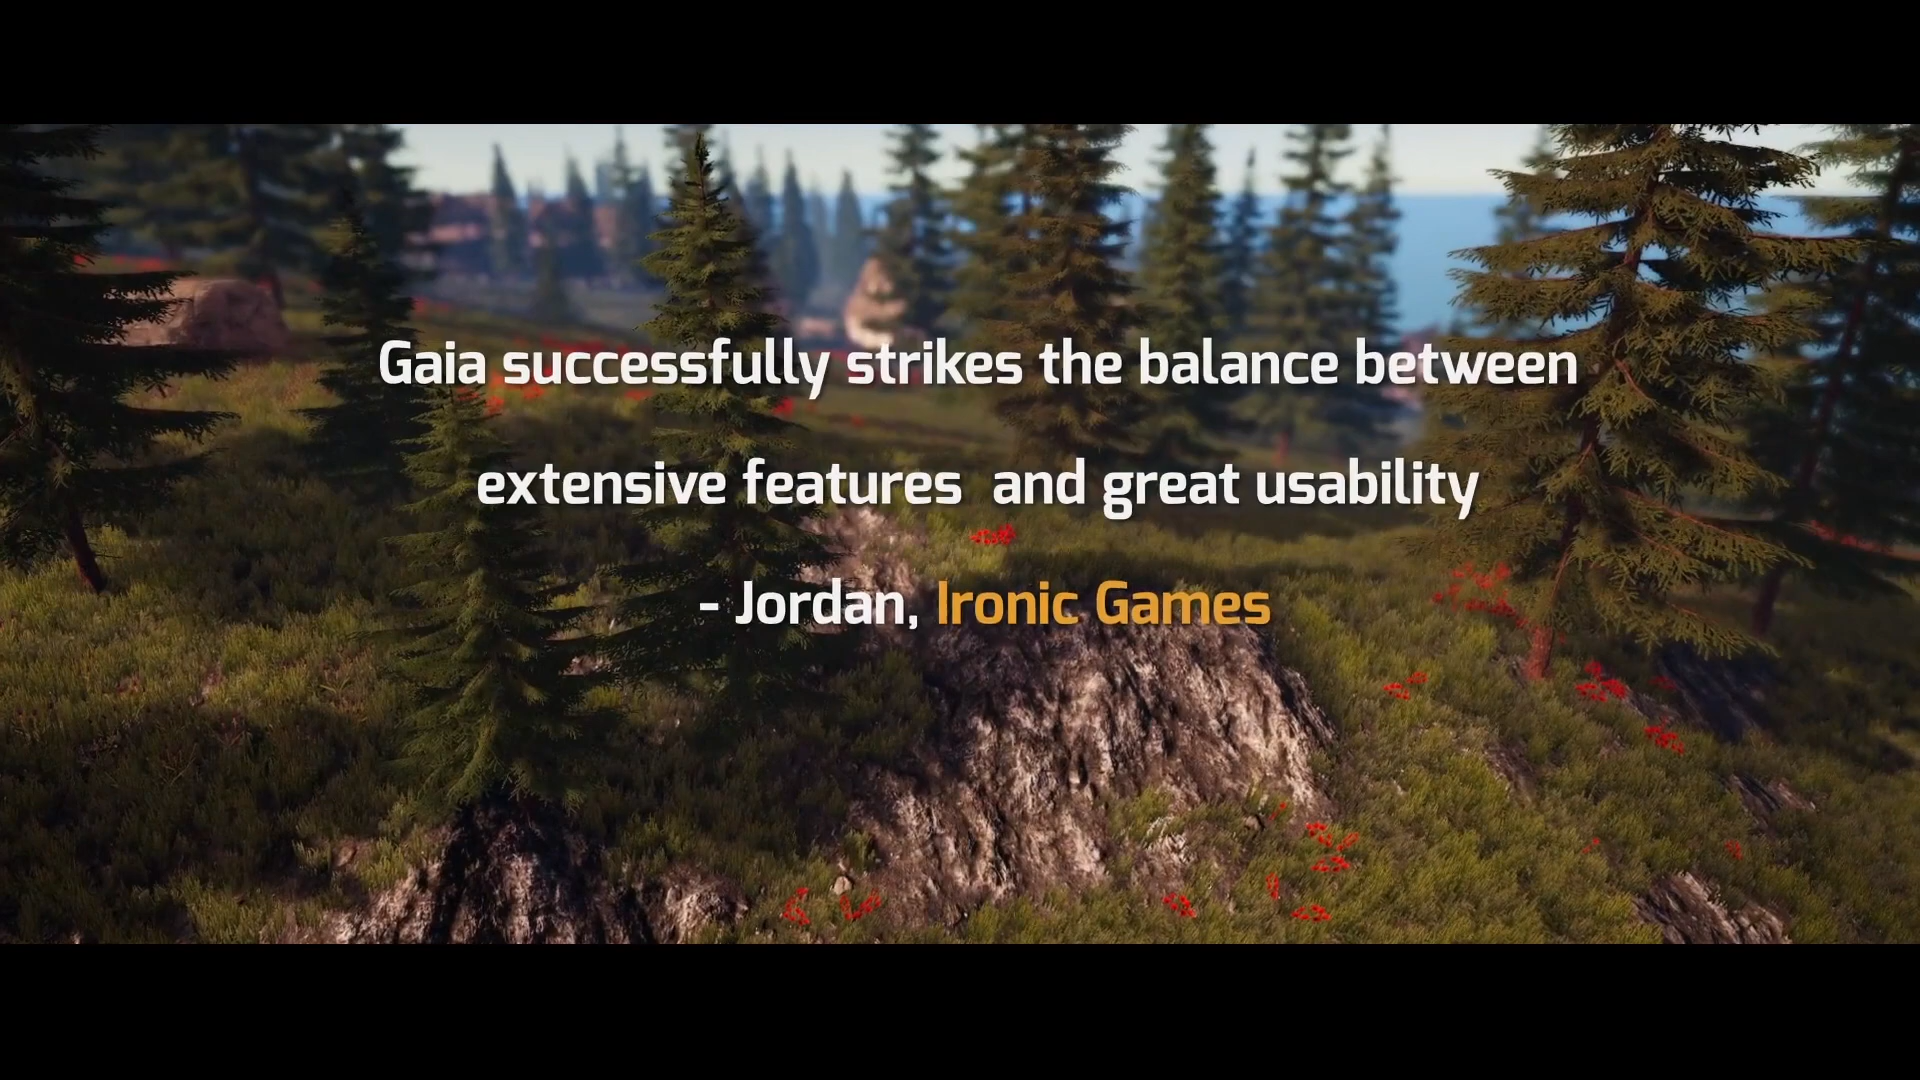 Gaia successfully strikes the balance between
extensive features  and great usability
- Jordan, Ironic Games